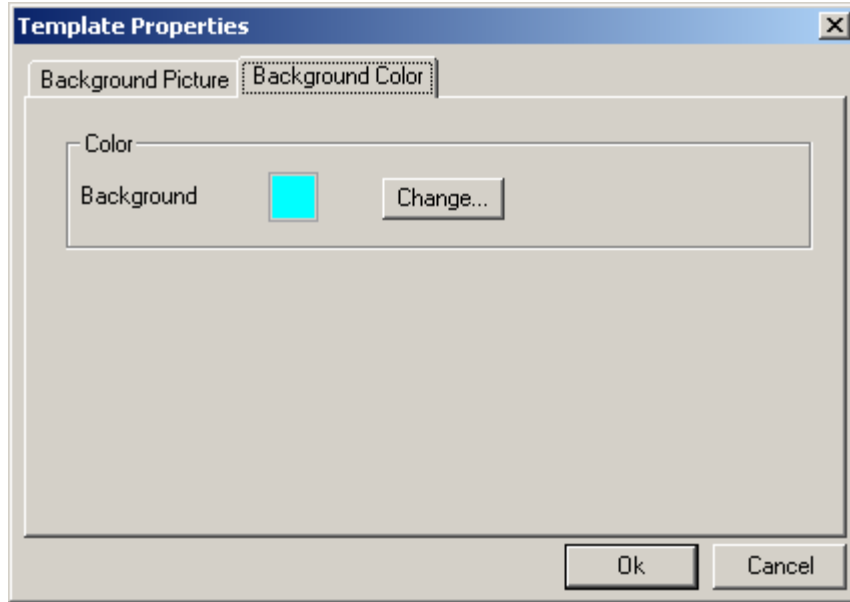 Template Properties
Background Picture
Background Color
Color
Background
Change...
Ok
Cancel